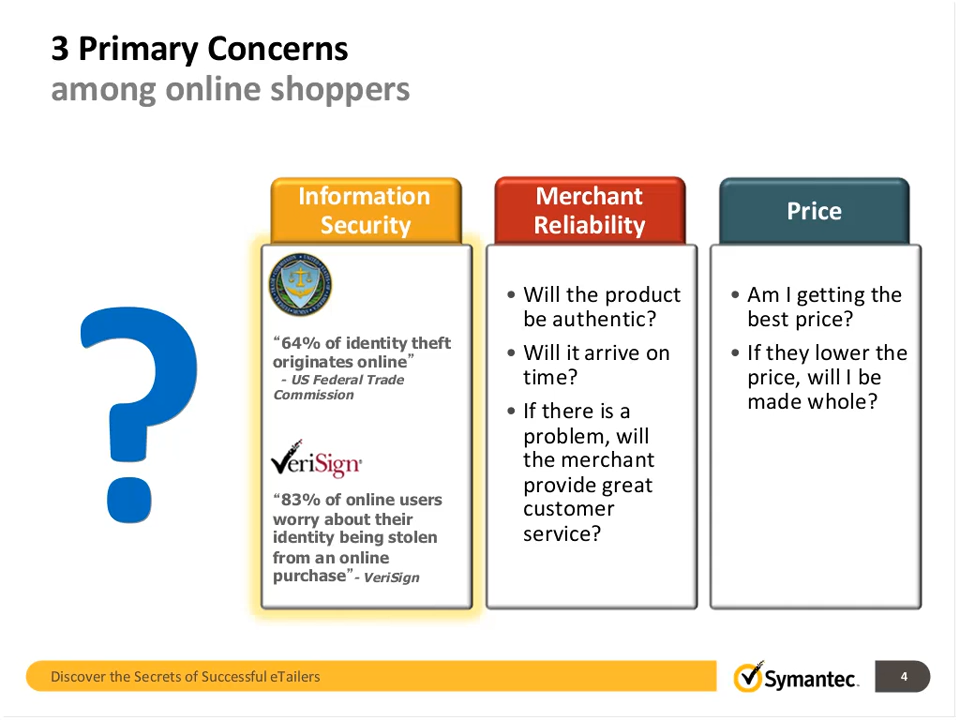 3 Primary Concerns
among online shoppers
?
Information
Security
“64% of identity theft
originates online”
- US Federal Trade
Commission
VeriSign®
“83% of online users
worry about their
identity being stolen
from an online
purchase” - VeriSign
Merchant
Reliability
• Will the product
be authentic?
• Will it arrive on
time?
• If there is a
problem, will
the merchant
provide great
customer
service?
Price
• Am I getting the
best price?
• If they lower the
price, will I be
made whole?
Discover the Secrets of Successful eTailers
Symantec™
4